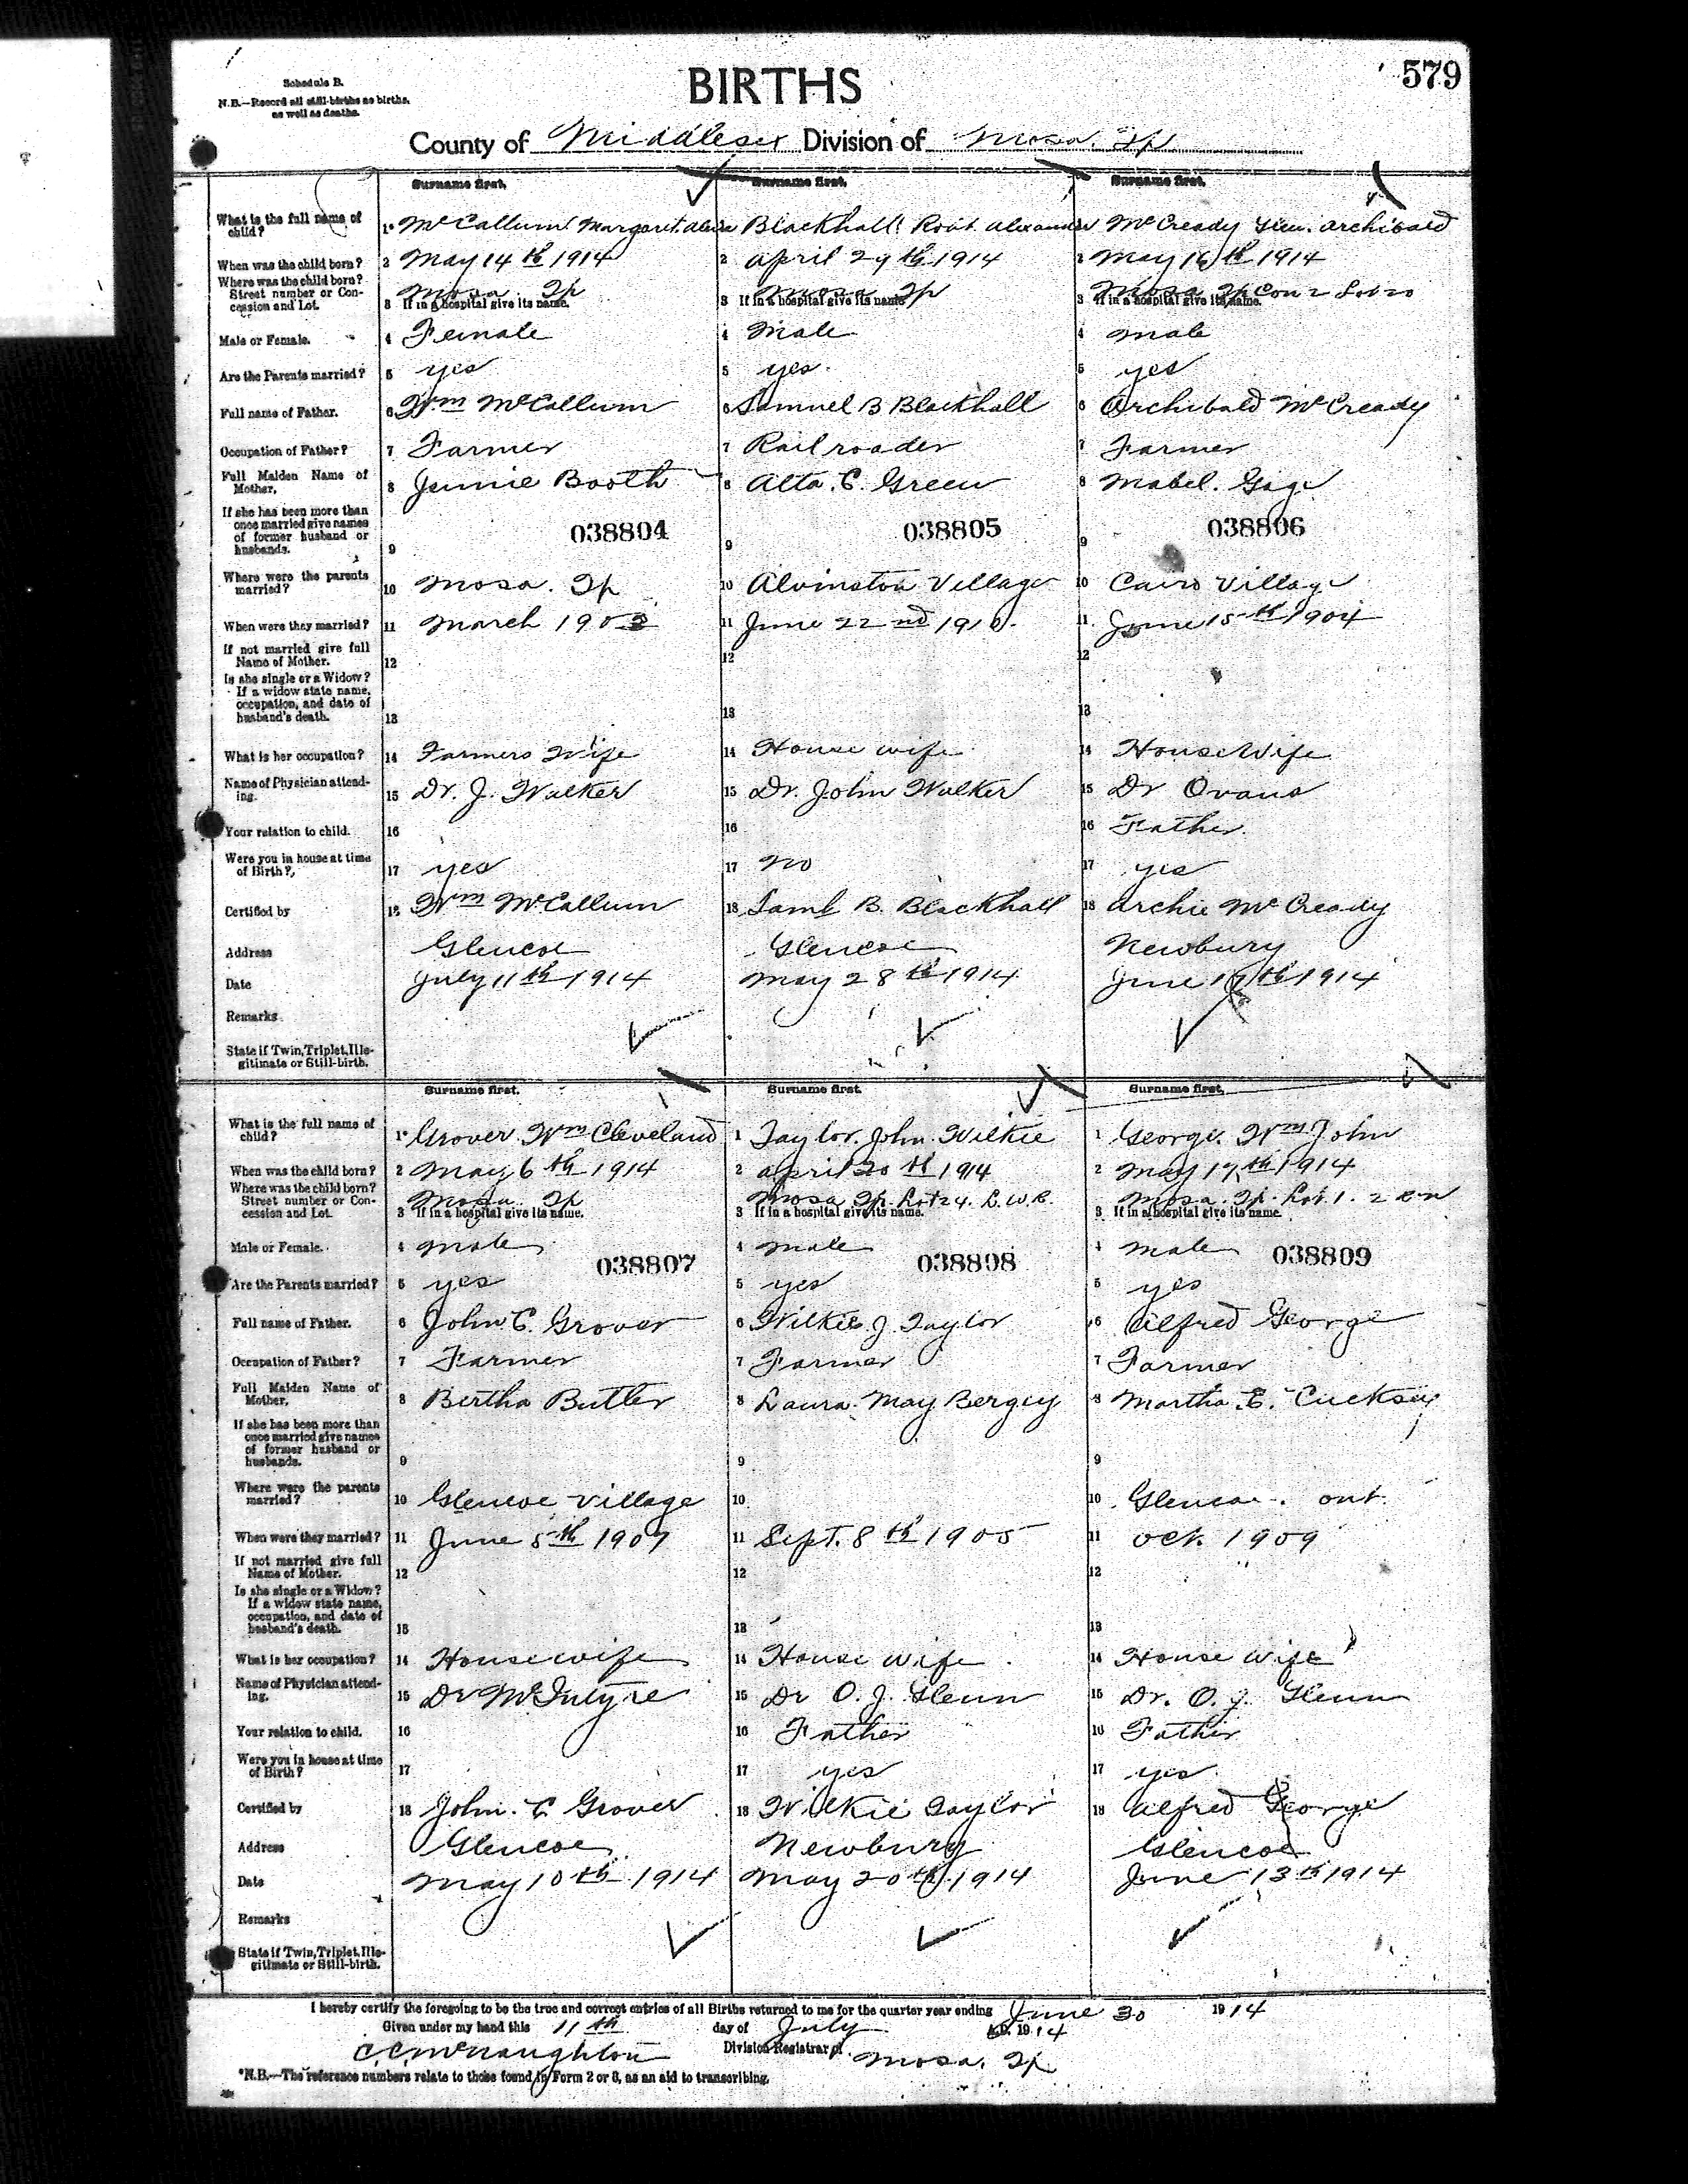 579
Schedule B.
BIRTHS
N.B.—Record all still-births as births,
as well as deaths.
County of Middlesex Division of Mosa. Tp
Surname first. Surname first. Surname first.
What is the full name of child? 1* McCallum Margaret 1 Blackhall Robt. Alexander 1 McCready Glen. Archibald
When was the child born? 2 May 14th 1914 2 April 29th 1914 2 May 16th 1914
Where was the child born? Street number or Concession and Lot. 3 If in a hospital give its name. Mosa. Tp 3 If in a hospital give its name Mosa Tp 3 If in a hospital give its name. Mosa Tp Con 2 Lot 20
Male or Female. 4 Female 4 Male 4 male
Are the Parents married? 5 yes 5 yes. 5 yes
Full name of Father. 6 Wm McCallum 6 Samuel B Blackhall 6 Archibald McCready
Occupation of Father? 7 Farmer 7 Railroader 7 Farmer
Full Maiden Name of Mother. 8 Jennie Booth 8 Alta. E. Green 8 Mabel. Gage
If she has been more than once married give names of former husband or husbands. 9 038804 9 038805 9 038806
Where were the parents married? 10 Mosa. Tp 10 Alvinston Village 10 Cairo Village
When were they married? 11 March 1903 11 June 22nd 1910. 11. June 15th 1904
If not married give full Name of Mother. 12 12 12
Is she single or a Widow? If a widow state name, occupation, and date of husband's death. 13 13 13
What is her occupation? 14 Farmers Wife 14 House wife 14 HouseWife
Name of Physician attending. 15 Dr. J. Walker 15 Dr. John Walker 15 Dr Ovans
Your relation to child. 16 16 16 Father.
Were you in house at time of Birth? 17 yes 17 No 17 yes
Certified by 18 Wm McCallum 18 Saml B. Blackhall 18 Archie McCready
Address Glencoe Glencoe Newbury
Date July 11th 1914 May 28th 1914 June 17th 1914
Remarks
State if Twin, Triplet, Illegitimate or Still-birth.
Surname first. Surname first. Surname first.
What is the full name of child? 1* Grover Wm Cleveland 1 Taylor. John. Wilkie 1 George. Wm John
When was the child born? 2 May 6th 1914 2 April 20th 1914 2 May 17th 1914
Where was the child born? Street number or Concession and Lot. 3 If in a hospital give its name. Mosa Tp 3 If in a hospital give its name. Mosa Tp. Lot 24. L.W.R. 3 If in a hospital give its name. Mosa. Tp. Lot. 1. 2 R N
Male or Female. 4 male 038807 4 male 038808 4 male 038809
Are the Parents married? 5 yes 5 yes 5 yes
Full name of Father. 6 John E. Grover 6 Wilkie J Taylor 6 Alfred George
Occupation of Father? 7 Farmer 7 Farmer 7 Farmer
Full Maiden Name of Mother. 8 Bertha Butler 8 Laura. May Bergey 8 Martha. E. Cucksey
If she has been more than once married give names of former husband or husbands. 9 9 9
Where were the parents married? 10 Glencoe Village 10 10 Glencoe. Ont.
When were they married? 11 June 5th 1907 11 Sept. 8th 1905 11 Oct. 1909
If not married give full Name of Mother. 12 12 12
Is she single or a Widow? If a widow state name, occupation, and date of husband's death. 13 13 13
What is her occupation? 14 Housewife 14 House wife. 14 House wife
Name of Physician attending. 15 Dr McIntyre 15 Dr O. J. Glenn 15 Dr. O. J. Glenn
Your relation to child. 16 16 Father 16 Father
Were you in house at time of Birth? 17 17 yes 17 yes.
Certified by 18 John. E Grover 18 Wilkie Taylor 18 Alfred George
Address Glencoe Newbury Glencoe
Date May 10th 1914 May 20th 1914 June 13th 1914
Remarks
State if Twin, Triplet, Illegitimate or Still-birth.
I hereby certify the foregoing to be the true and correct entries of all Births returned to me for the quarter year ending June 30 1914
Given under my hand this 11th day of July A.D. 1914
C C McNaughton Division Registrar of Mosa. Tp
*N.B.—The reference numbers relate to those found in Form 2 or 3, as an aid to transcribing.